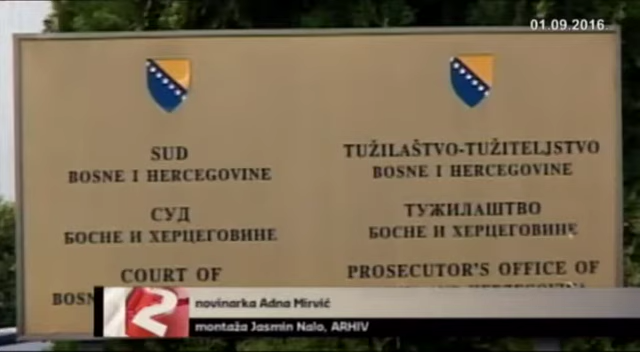 01.09.2016.
SUD
BOSNE I HERCEGOVINE
СУД
БОСНЕ И ХЕРЦЕГОВИНЕ
COURT OF
TUŽILAŠTVO-TUŽITELJSTVO
BOSNE I HERCEGOVINE
ТУЖИЛАШТВО
БОСНЕ И ХЕРЦЕГОВИНЕ
PROSECUTOR'S OFFICE OF
2
novinarka Adna Mirvić
montaža Jasmin Nalo, ARHIV